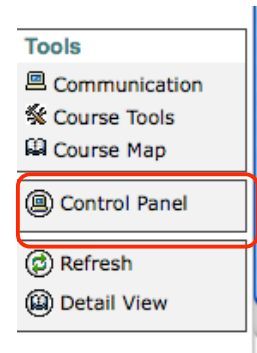 Tools
Communication
Course Tools
Course Map
Control Panel
Refresh
Detail View